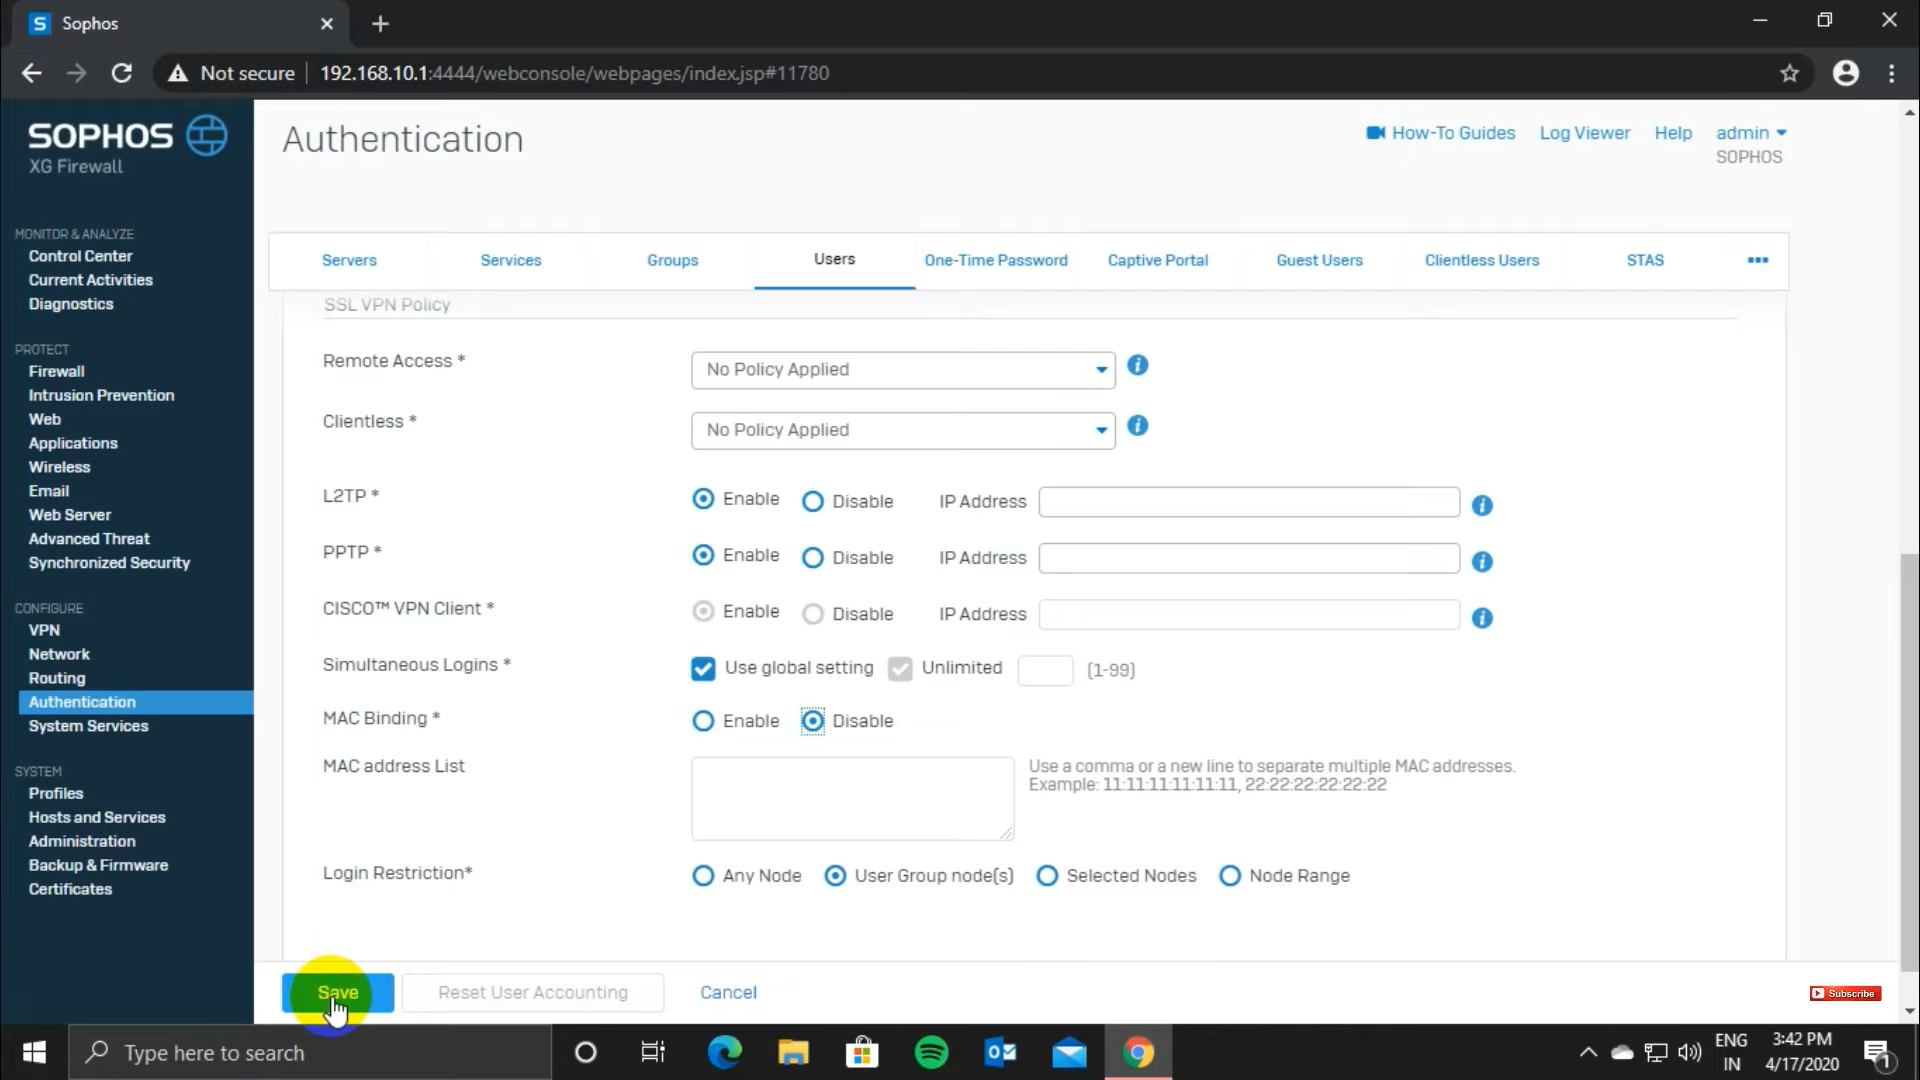 S Sophos
Not secure 192.168.10.1:4444/webconsole/webpages/index.jsp#11780
SOPHOS
XG Firewall
Authentication
How-To Guides Log Viewer Help admin
SOPHOS
MONITOR & ANALYZE
Control Center
Current Activities
Diagnostics
PROTECT
Firewall
Intrusion Prevention
Web
Applications
Wireless
Email
Web Server
Advanced Threat
Synchronized Security
CONFIGURE
VPN
Network
Routing
Authentication
System Services
SYSTEM
Profiles
Hosts and Services
Administration
Backup & Firmware
Certificates
Servers Services Groups Users One-Time Password Captive Portal Guest Users Clientless Users STAS •••
SSL VPN Policy
Remote Access * No Policy Applied
Clientless * No Policy Applied
L2TP * Enable Disable IP Address
PPTP * Enable Disable IP Address
CISCO™ VPN Client * Enable Disable IP Address
Simultaneous Logins * Use global setting Unlimited (1-99)
MAC Binding * Enable Disable
MAC address List
Use a comma or a new line to separate multiple MAC addresses.
Example: 11:11:11:11:11:11, 22:22:22:22:22:22
Login Restriction* Any Node User Group node(s) Selected Nodes Node Range
Save Reset User Accounting Cancel
Subscribe
Type here to search
ENG
IN
3:42 PM
4/17/2020
1